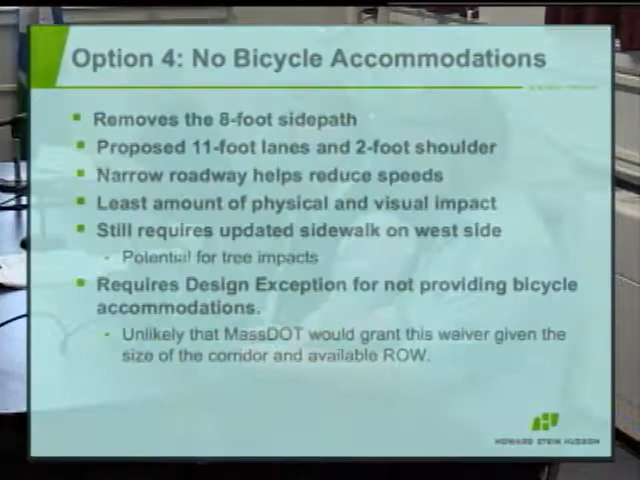 Option 4: No Bicycle Accommodations
Removes the 8-foot sidepath
Proposed 11-foot lanes and 2-foot shoulder
Narrow roadway helps reduce speeds
Least amount of physical and visual impact
Still requires updated sidewalk on west side
- Potential for tree impacts
Requires Design Exception for not providing bicycle
accommodations.
- Unlikely that MassDOT would grant this waiver given the
size of the corridor and available ROW.
HOWARD STEIN HUDSON